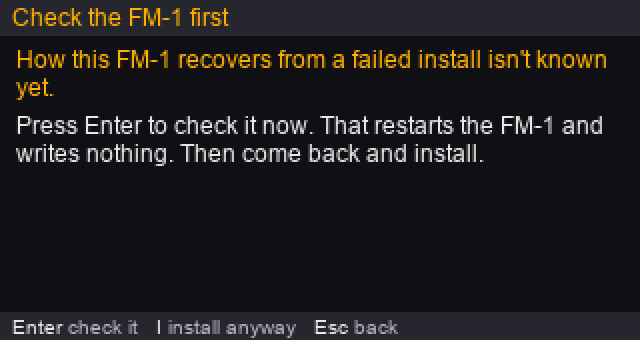 Check the FM-1 first
How this FM-1 recovers from a failed install isn't known
yet.
Press Enter to check it now. That restarts the FM-1 and
writes nothing. Then come back and install.
Enter check it   I install anyway   Esc back